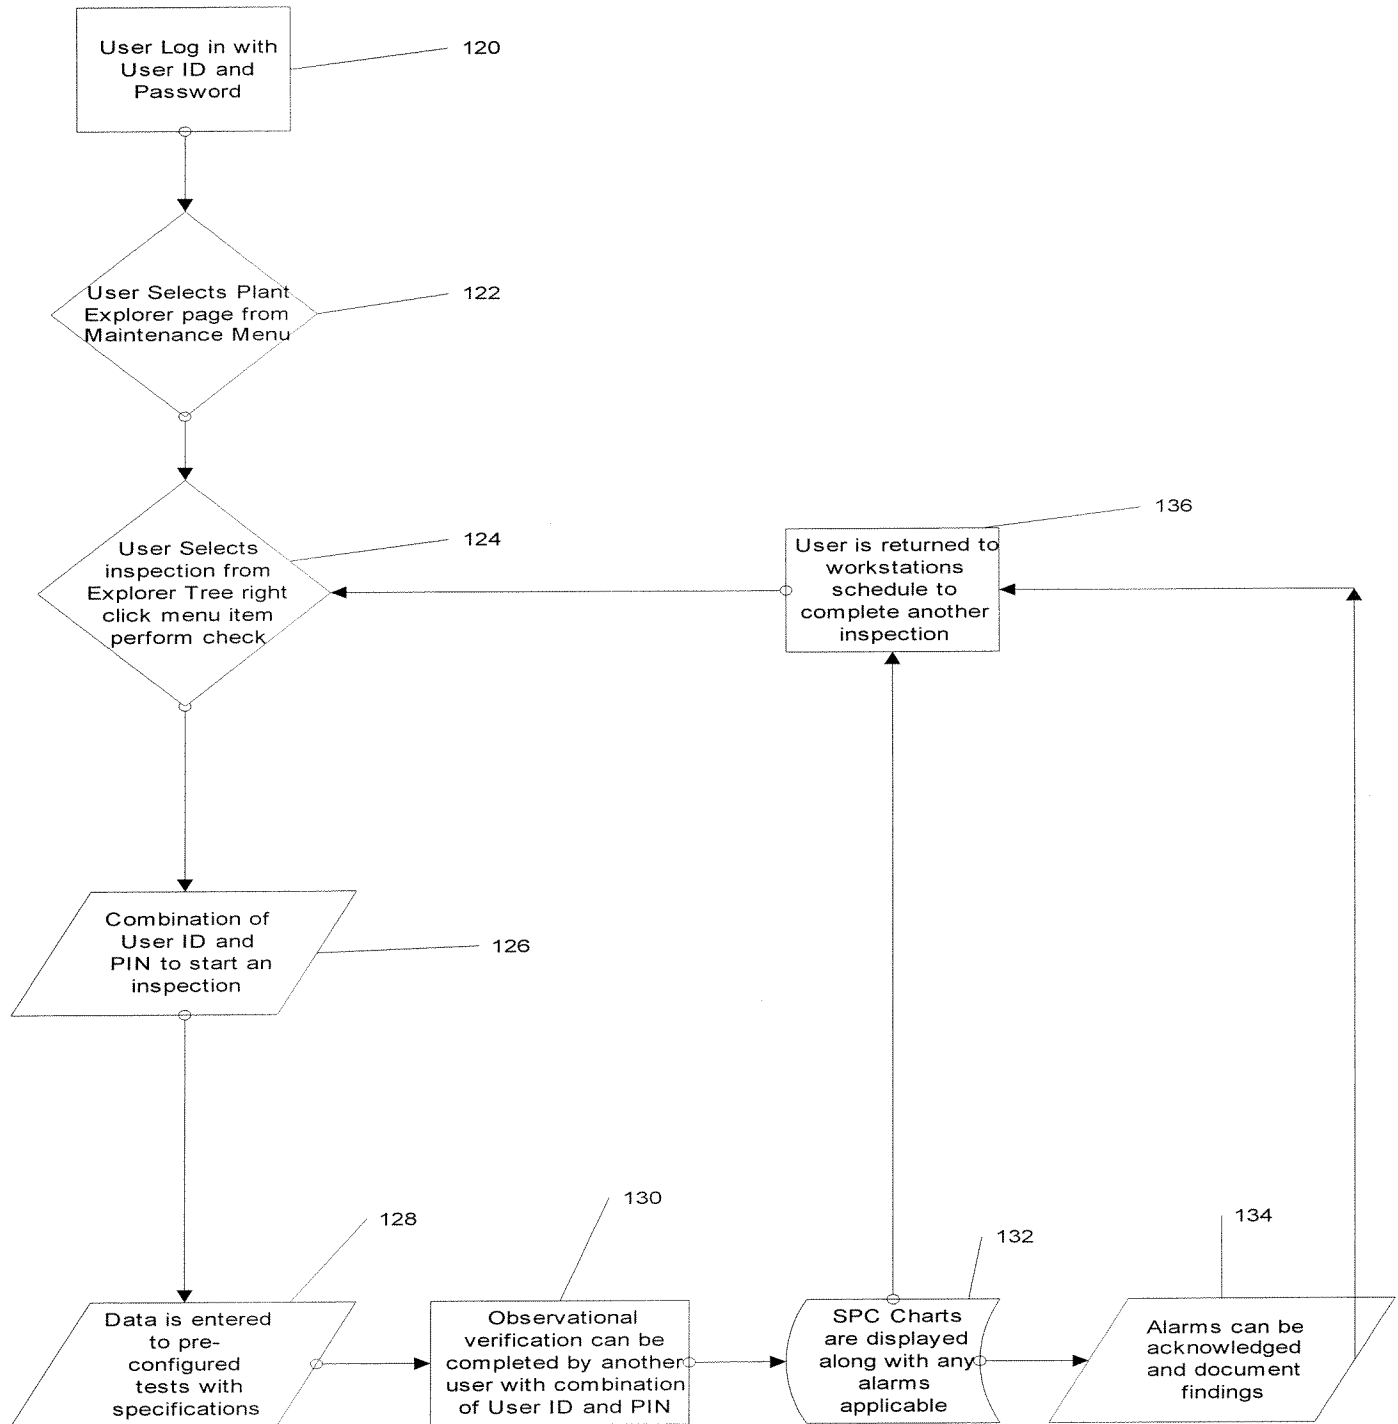 User Log in with
User ID and
Password
120
User Selects Plant
Explorer page from
Maintenance Menu
122
User Selects
inspection from
Explorer Tree right
click menu item
perform check
124
User is returned to
workstations
schedule to
complete another
inspection
136
Combination of
User ID and
PIN to start an
inspection
126
Data is entered
to pre-
configured
tests with
specifications
128
Observational
verification can be
completed by another
user with combination
of User ID and PIN
130
SPC Charts
are displayed
along with any
alarms
applicable
132
Alarms can be
acknowledged
and document
findings
134